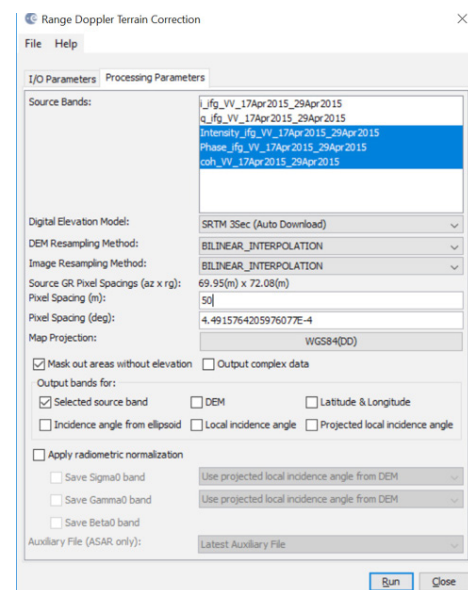 Range Doppler Terrain Correction
File Help
I/O Parameters Processing Parameters
Source Bands:
i_ifg_VV_17Apr2015_29Apr2015
q_ifg_VV_17Apr2015_29Apr2015
Intensity_ifg_VV_17Apr2015_29Apr2015
Phase_ifg_VV_17Apr2015_29Apr2015
coh_VV_17Apr2015_29Apr2015
Digital Elevation Model: SRTM 3Sec (Auto Download)
DEM Resampling Method: BILINEAR_INTERPOLATION
Image Resampling Method: BILINEAR_INTERPOLATION
Source GR Pixel Spacings (az x rg): 69.95(m) x 72.08(m)
Pixel Spacing (m): 50
Pixel Spacing (deg): 4.4915764205976077E-4
Map Projection: WGS84(DD)
Mask out areas without elevation Output complex data
Output bands for:
Selected source band DEM Latitude & Longitude
Incidence angle from ellipsoid Local incidence angle Projected local incidence angle
Apply radiometric normalization
Save Sigma0 band Use projected local incidence angle from DEM
Save Gamma0 band Use projected local incidence angle from DEM
Save Beta0 band
Auxiliary File (ASAR only): Latest Auxiliary File
Run Close